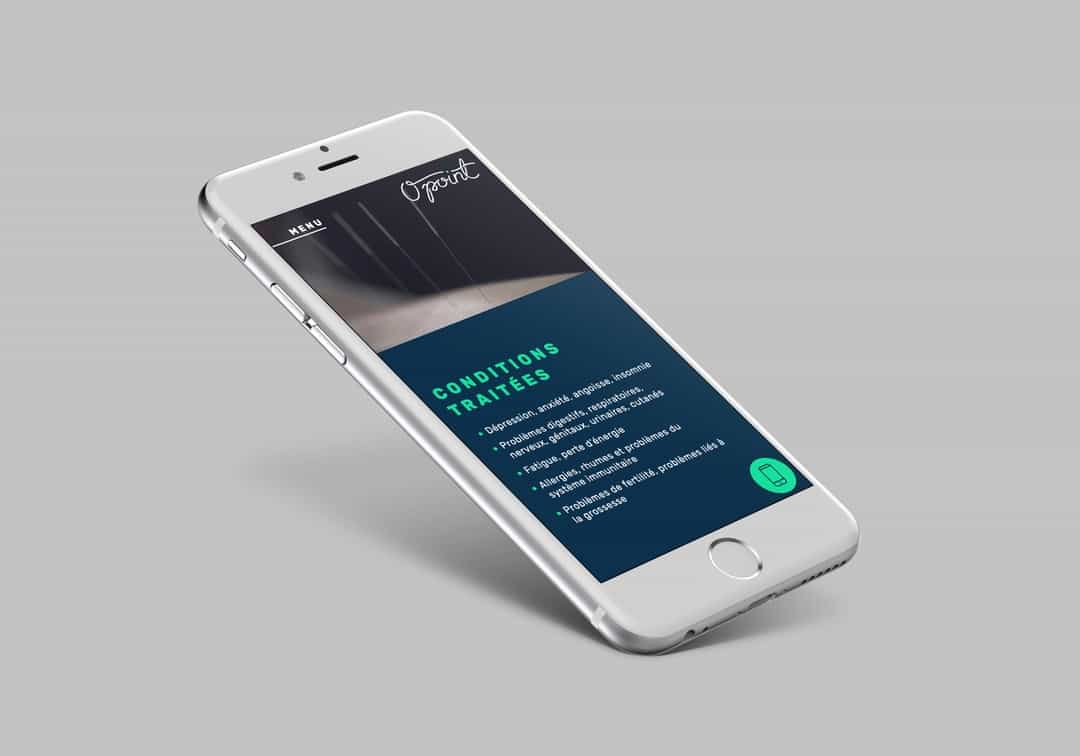 O'point
MENU
CONDITIONS
TRAITÉES
• Dépression, anxiété, angoisse, insomnie
• Problèmes digestifs, respiratoires,
nerveux, génitaux, urinaires, cutanés
• Fatigue, perte d'énergie
• Allergies, rhumes et problèmes du
système immunitaire
• Problèmes de fertilité, problèmes liés à
la grossesse